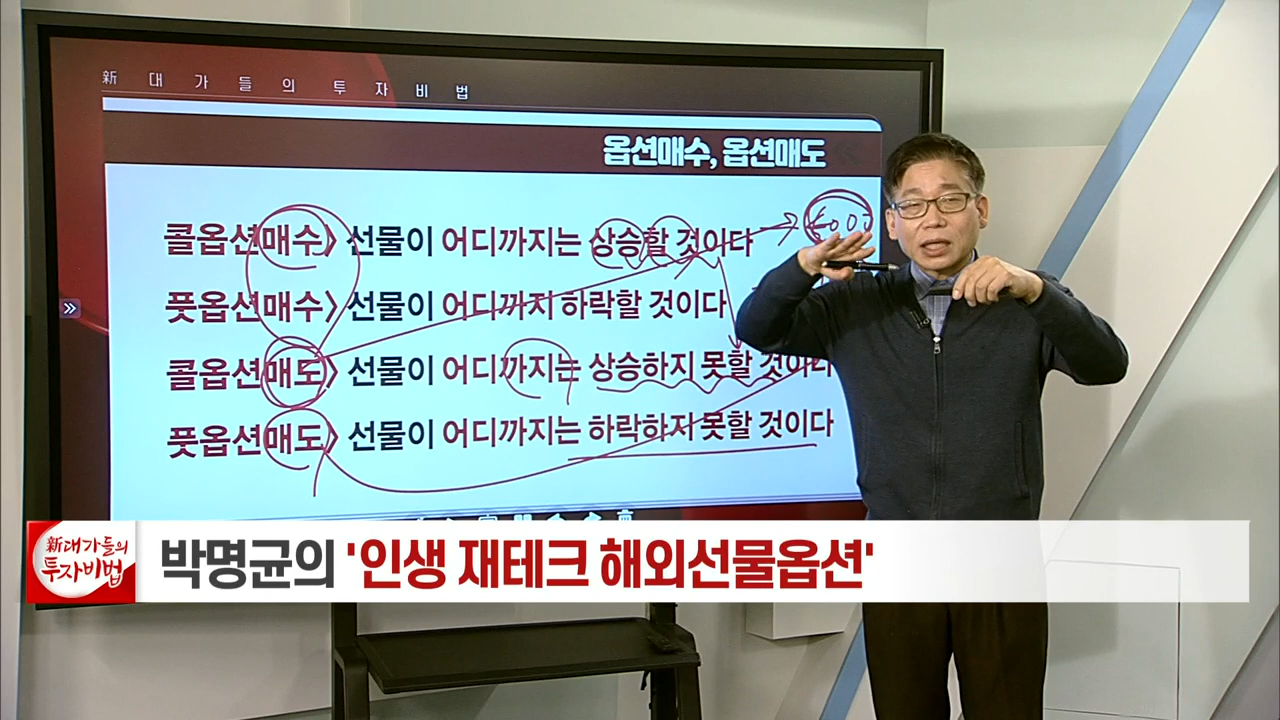 新 대 가 들 의 투 자 비 법
옵션매수, 옵션매도
콜옵션매수> 선물이 어디까지는 상승할 것이다
풋옵션매수> 선물이 어디까지 하락할 것이다
콜옵션매도> 선물이 어디까지는 상승하지 못할 것이다
풋옵션매도> 선물이 어디까지는 하락하지 못할 것이다
新대가들의
투자비법
박명균의 '인생 재테크 해외선물옵션'